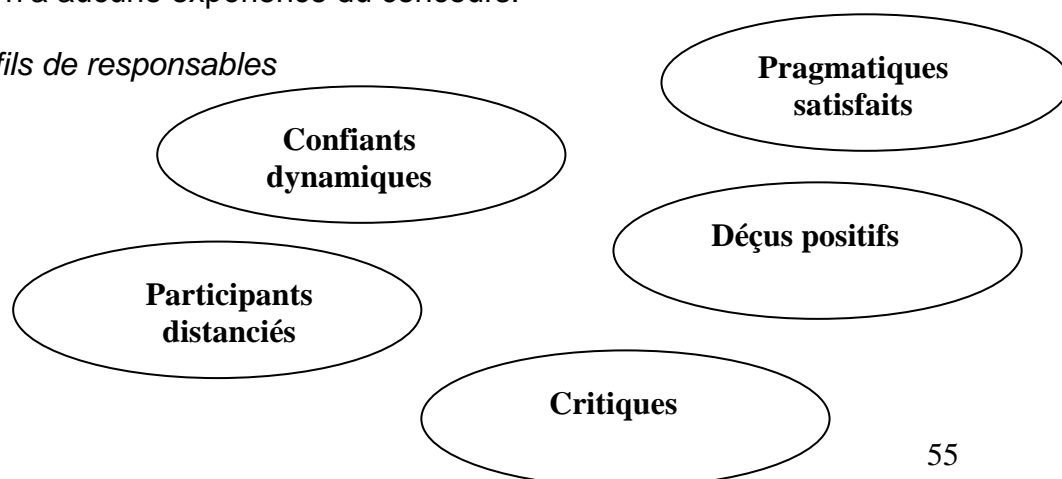 n'a aucune expérience du concours.
fils de responsables
Pragmatiques
satisfaits
Confiants
dynamiques
Déçus positifs
Participants
distanciés
Critiques
55